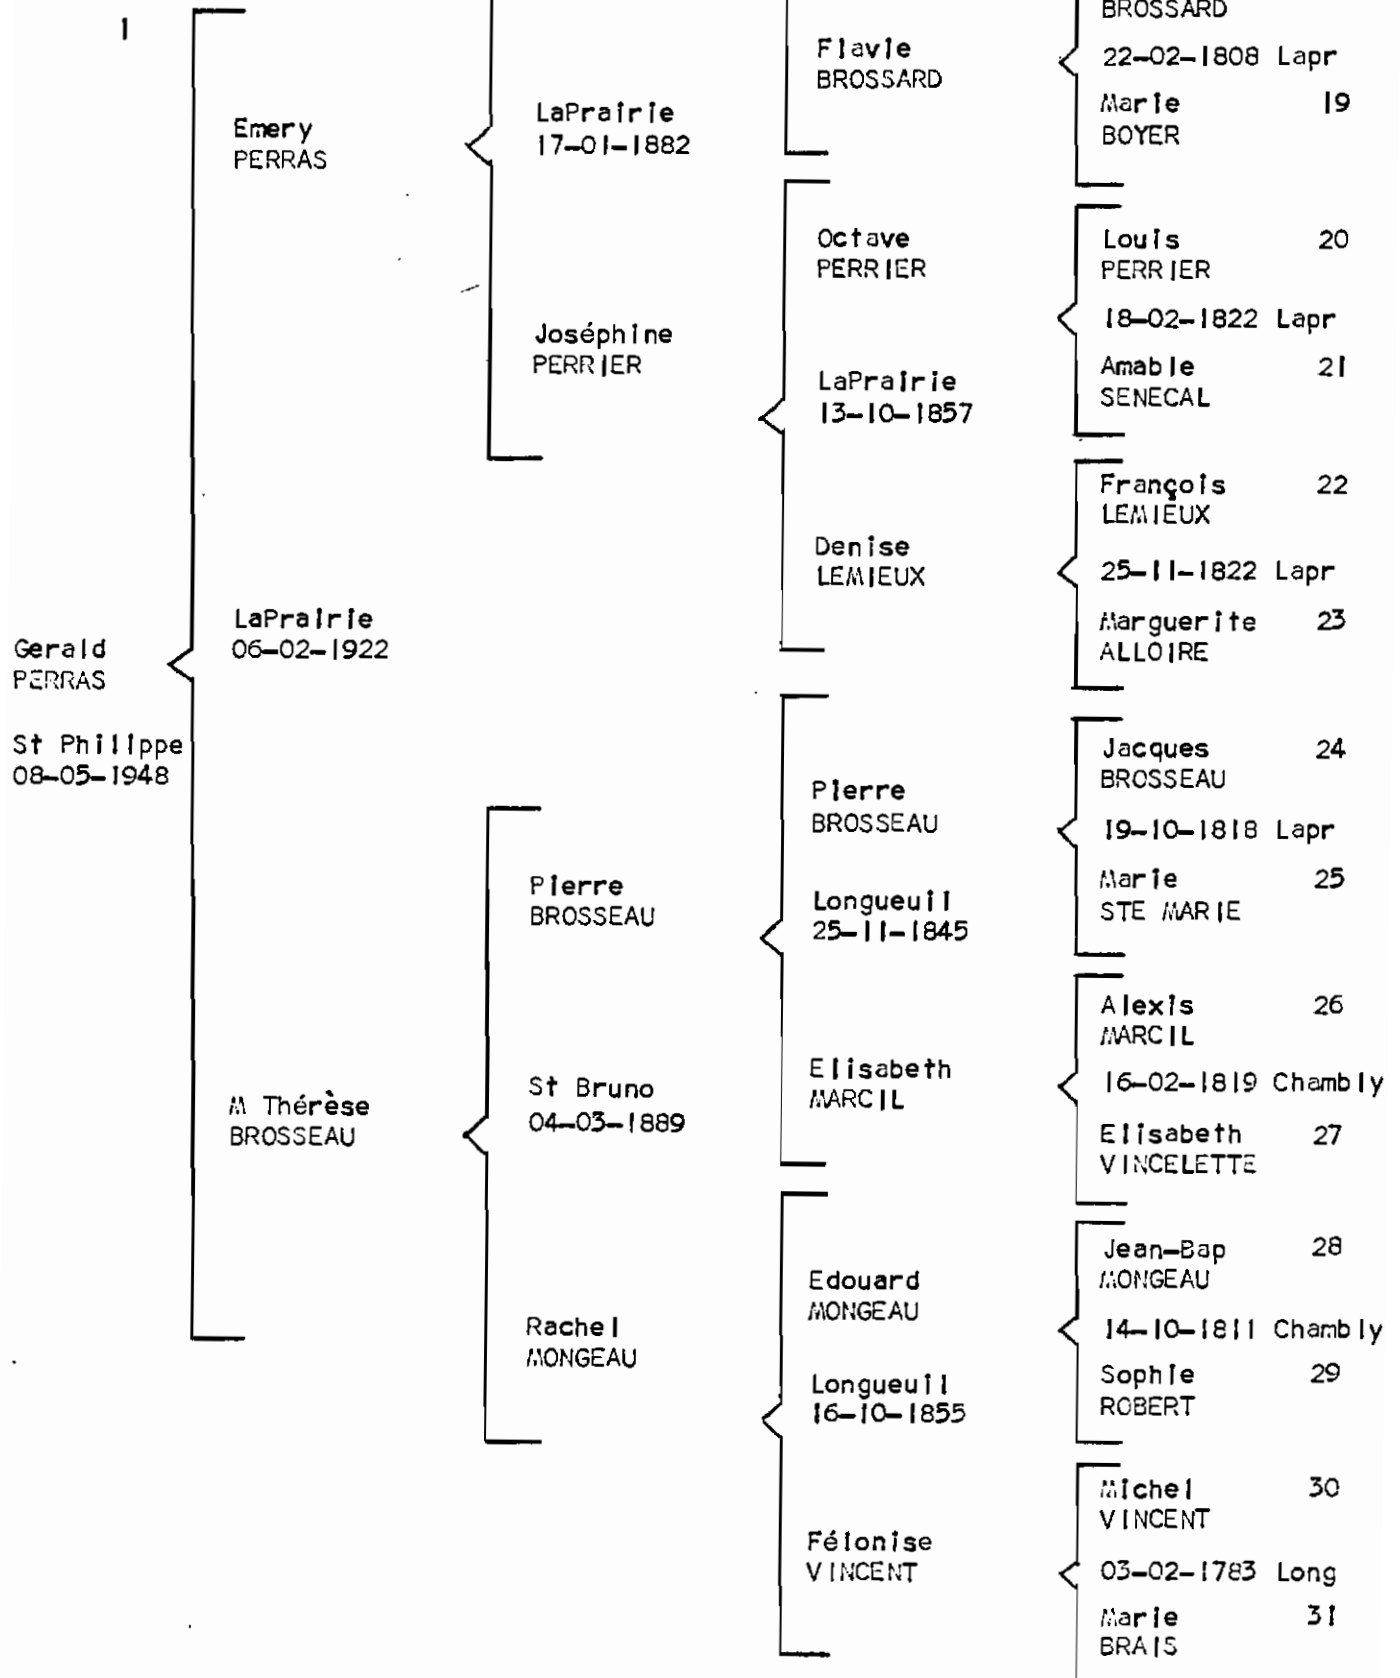 1
Gerald
PERRAS
St Philippe
08-05-1948
Emery
PERRAS
LaPrairie
06-02-1922
M Thérèse
BROSSEAU
LaPrairie
17-01-1882
Joséphine
PERRIER
Pierre
BROSSEAU
St Bruno
04-03-1889
Rachel
MONGEAU
Flavie
BROSSARD
Octave
PERRIER
LaPrairie
13-10-1857
Denise
LEMIEUX
Pierre
BROSSEAU
Longueuil
25-11-1845
Elisabeth
MARCIL
Edouard
MONGEAU
Longueuil
16-10-1855
Félonise
VINCENT
BROSSARD
22-02-1808 Lapr
Marie 19
BOYER
Louis 20
PERRIER
18-02-1822 Lapr
Amable 21
SENECAL
François 22
LEMIEUX
25-11-1822 Lapr
Marguerite 23
ALLOIRE
Jacques 24
BROSSEAU
19-10-1818 Lapr
Marie 25
STE MARIE
Alexis 26
MARCIL
16-02-1819 Chambly
Elisabeth 27
VINCELETTE
Jean-Bap 28
MONGEAU
14-10-1811 Chambly
Sophie 29
ROBERT
Michel 30
VINCENT
03-02-1783 Long
Marie 31
BRAIS